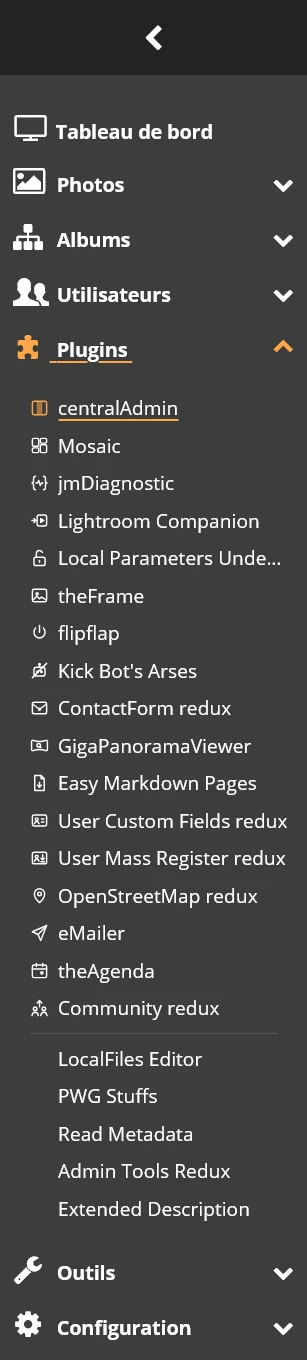 Tableau de bord
Photos
Albums
Utilisateurs
Plugins
centralAdmin
Mosaic
jmDiagnostic
Lightroom Companion
Local Parameters Unde...
theFrame
flipflap
Kick Bot's Arses
ContactForm redux
GigaPanoramaViewer
Easy Markdown Pages
User Custom Fields redux
User Mass Register redux
OpenStreetMap redux
eMailer
theAgenda
Community redux
LocalFiles Editor
PWG Stuffs
Read Metadata
Admin Tools Redux
Extended Description
Outils
Configuration